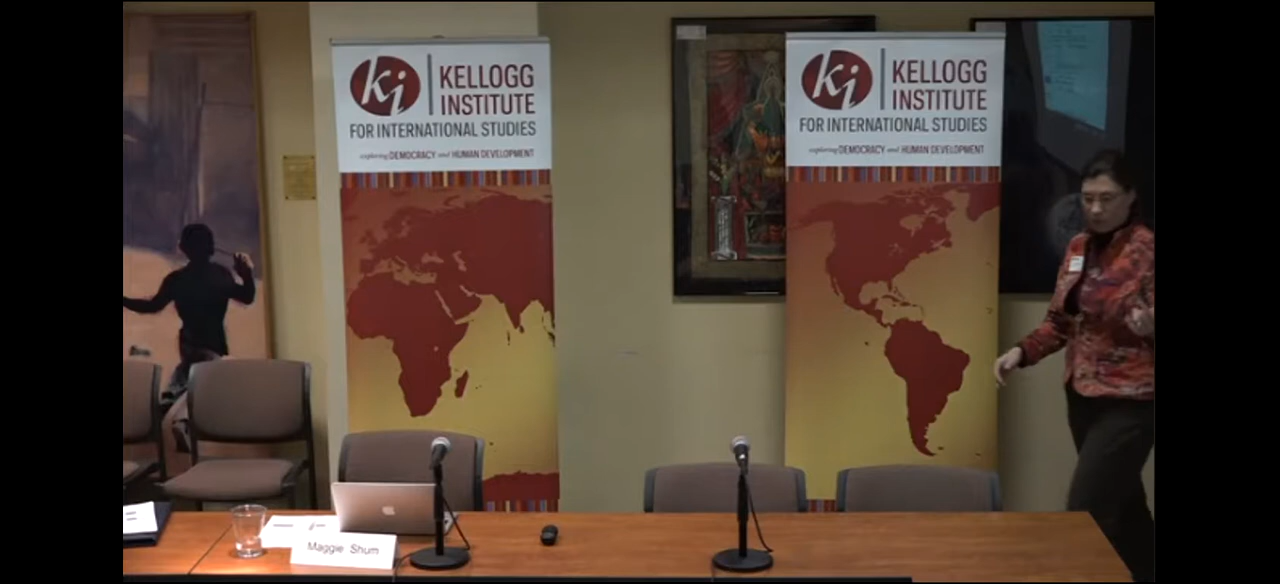 ki
KELLOGG
INSTITUTE
FOR INTERNATIONAL STUDIES
exploring DEMOCRACY and HUMAN DEVELOPMENT
ki
KELLOGG
INSTITUTE
FOR INTERNATIONAL STUDIES
exploring DEMOCRACY and HUMAN DEVELOPMENT
Maggie Shum